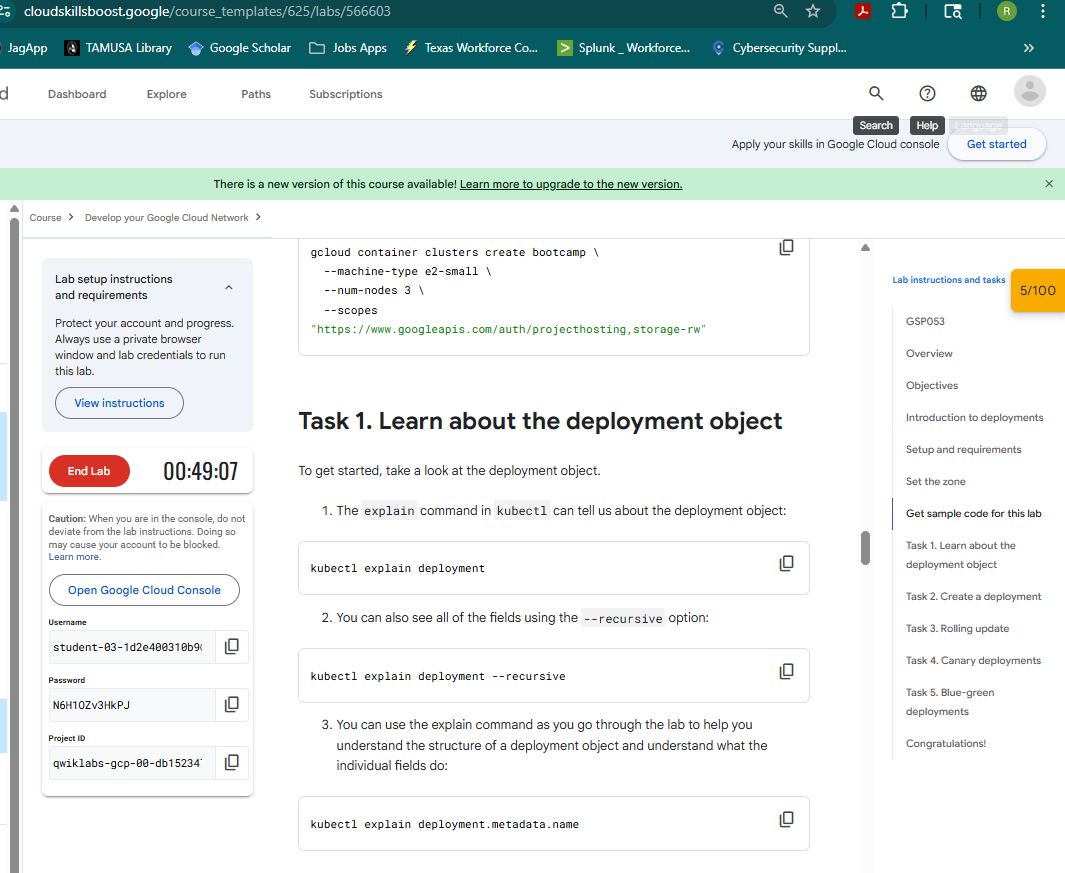 cloudskillsboost.google/course_templates/625/labs/566603
R
JagApp
TAMUSA Library
Google Scholar
Jobs Apps
Texas Workforce Co...
Splunk _ Workforce...
Cybersecurity Suppl...
»
d
Dashboard
Explore
Paths
Subscriptions
Search
Help
Language
Apply your skills in Google Cloud console
Get started
There is a new version of this course available! Learn more to upgrade to the new version.
Course
Develop your Google Cloud Network
Lab setup instructions
and requirements
Protect your account and progress.
Always use a private browser
window and lab credentials to run
this lab.
View instructions
End Lab
00:49:07
Caution: When you are in the console, do not
deviate from the lab instructions. Doing so
may cause your account to be blocked.
Learn more.
Open Google Cloud Console
Username
student-03-1d2e400310b9
Password
N6H1OZv3HkPJ
Project ID
qwiklabs-gcp-00-db15234
gcloud container clusters create bootcamp \
--machine-type e2-small \
--num-nodes 3 \
--scopes
"https://www.googleapis.com/auth/projecthosting,storage-rw"
Task 1. Learn about the deployment object
To get started, take a look at the deployment object.
1. The explain command in kubectl can tell us about the deployment object:
kubectl explain deployment
2. You can also see all of the fields using the --recursive option:
kubectl explain deployment --recursive
3. You can use the explain command as you go through the lab to help you
understand the structure of a deployment object and understand what the
individual fields do:
kubectl explain deployment.metadata.name
Lab instructions and tasks
5/100
GSP053
Overview
Objectives
Introduction to deployments
Setup and requirements
Set the zone
Get sample code for this lab
Task 1. Learn about the
deployment object
Task 2. Create a deployment
Task 3. Rolling update
Task 4. Canary deployments
Task 5. Blue-green
deployments
Congratulations!